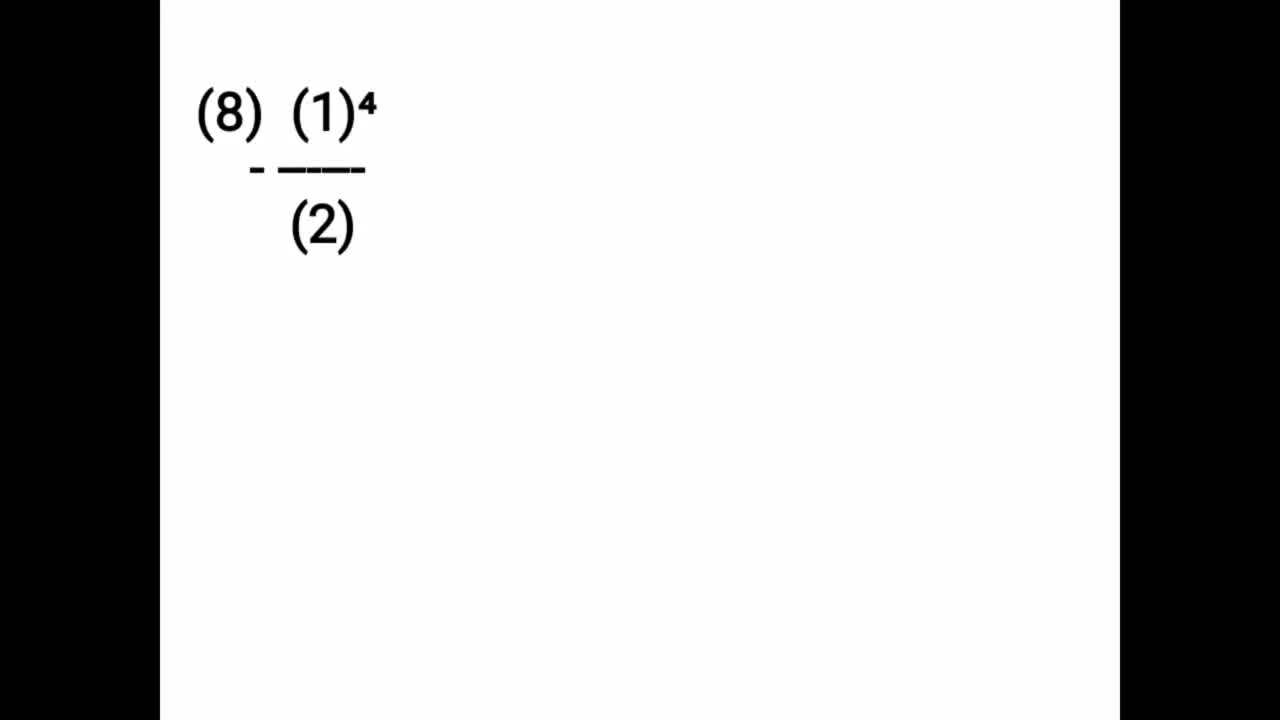 (8) (1)⁴
- —-—-
(2)